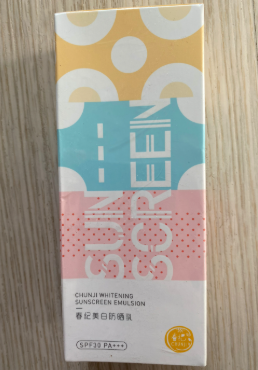 SUN
SCREEN
CHUNJI WHITENING
SUNSCREEN EMULSION
春纪美白防晒乳
SPF30 PA+++